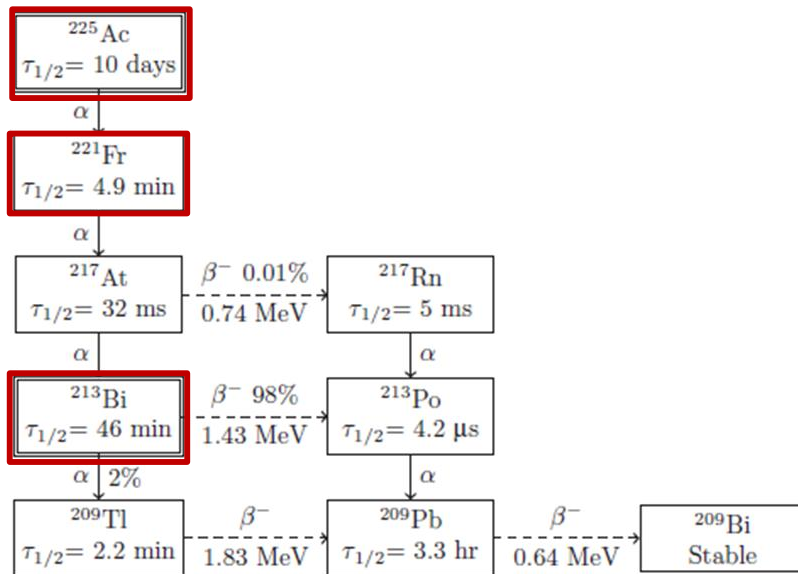 ²²⁵Ac
τ₁/₂= 10 days
α
²²¹Fr
τ₁/₂= 4.9 min
α
²¹⁷At
τ₁/₂= 32 ms
β⁻ 0.01%
0.74 MeV
²¹⁷Rn
τ₁/₂= 5 ms
α
α
²¹³Bi
τ₁/₂= 46 min
β⁻ 98%
1.43 MeV
²¹³Po
τ₁/₂= 4.2 µs
α 2%
α
²⁰⁹Tl
τ₁/₂= 2.2 min
β⁻
1.83 MeV
²⁰⁹Pb
τ₁/₂= 3.3 hr
β⁻
0.64 MeV
²⁰⁹Bi
Stable